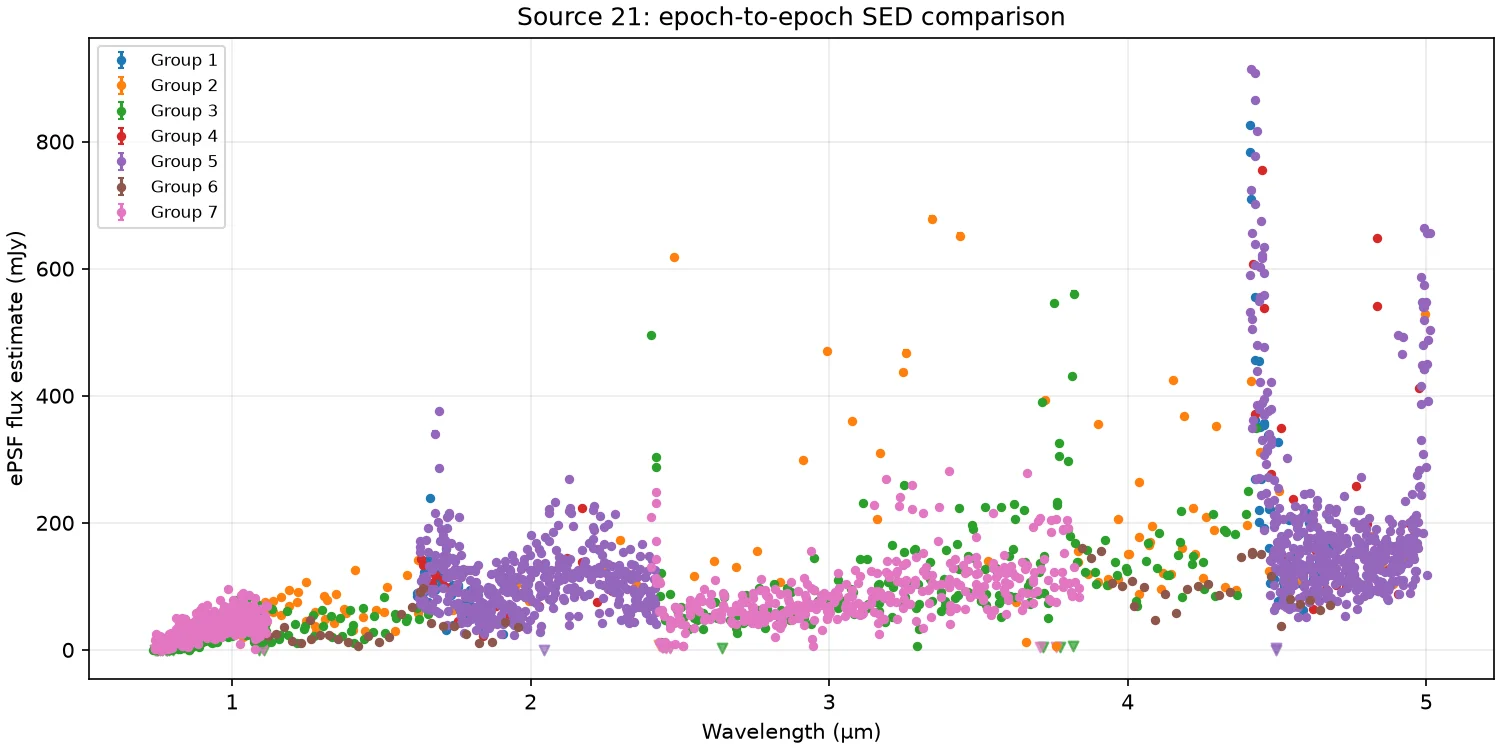 Source 21: epoch-to-epoch SED comparison
Group 1
Group 2
Group 3
Group 4
Group 5
Group 6
Group 7
ePSF flux estimate (mJy)
800
600
400
200
0
1 2 3 4 5
Wavelength (μm)